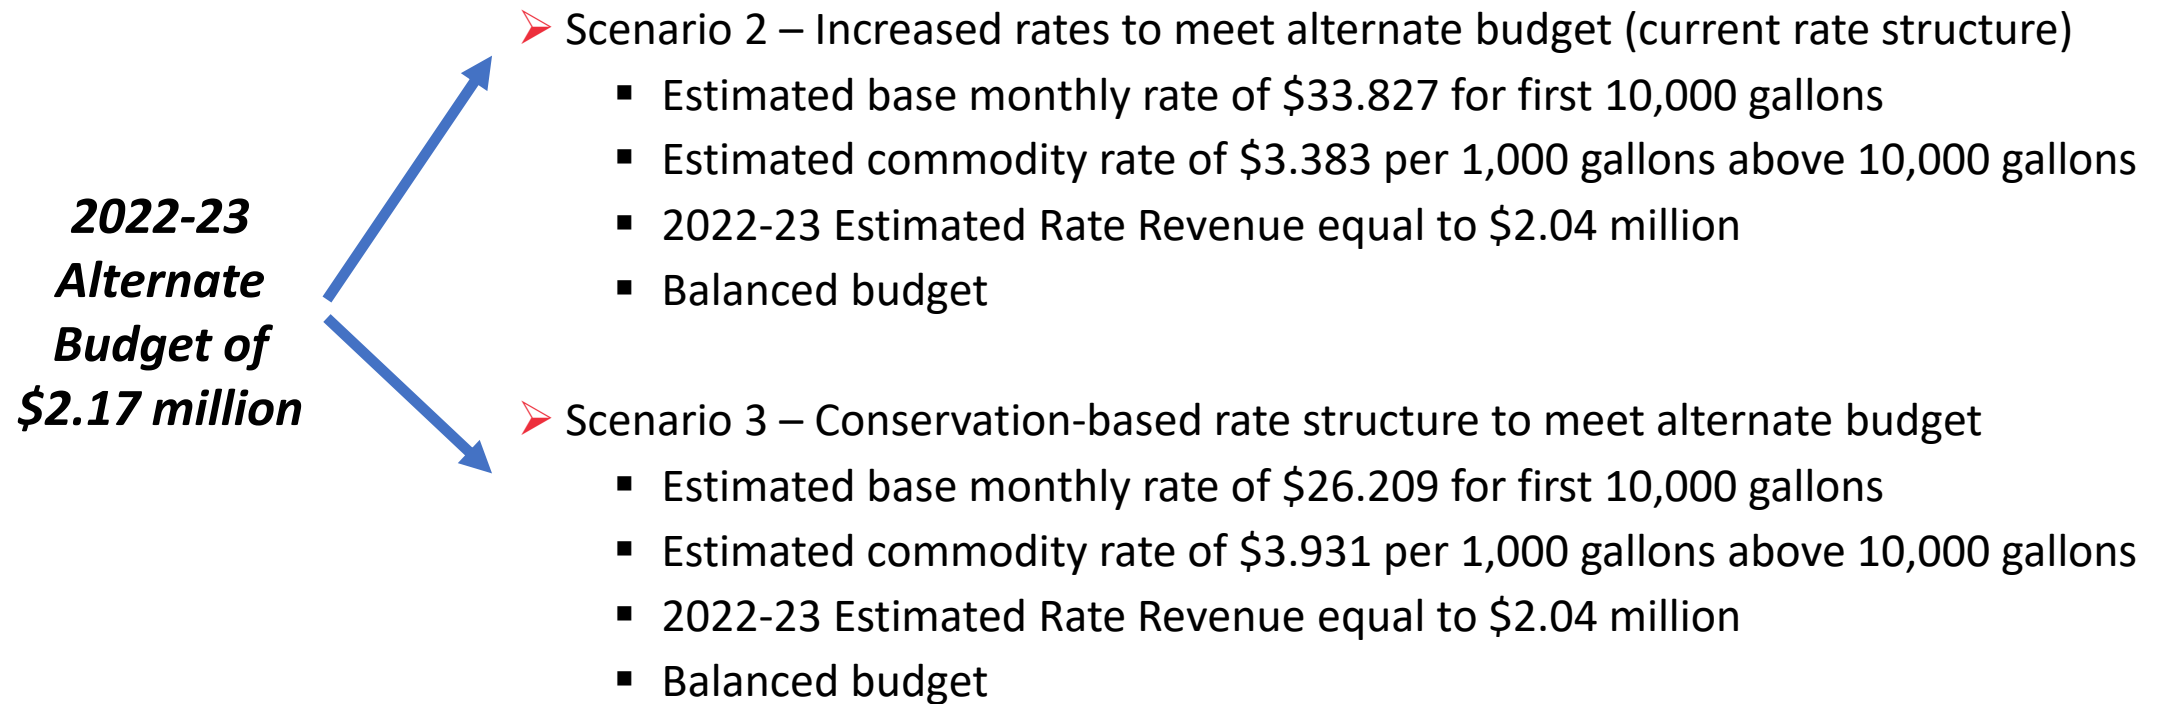 Scenario 2 – Increased rates to meet alternate budget (current rate structure)
Estimated base monthly rate of $33.827 for first 10,000 gallons
Estimated commodity rate of $3.383 per 1,000 gallons above 10,000 gallons
2022-23 Estimated Rate Revenue equal to $2.04 million
Balanced budget
2022-23
Alternate
Budget of
$2.17 million
Scenario 3 – Conservation-based rate structure to meet alternate budget
Estimated base monthly rate of $26.209 for first 10,000 gallons
Estimated commodity rate of $3.931 per 1,000 gallons above 10,000 gallons
2022-23 Estimated Rate Revenue equal to $2.04 million
Balanced budget